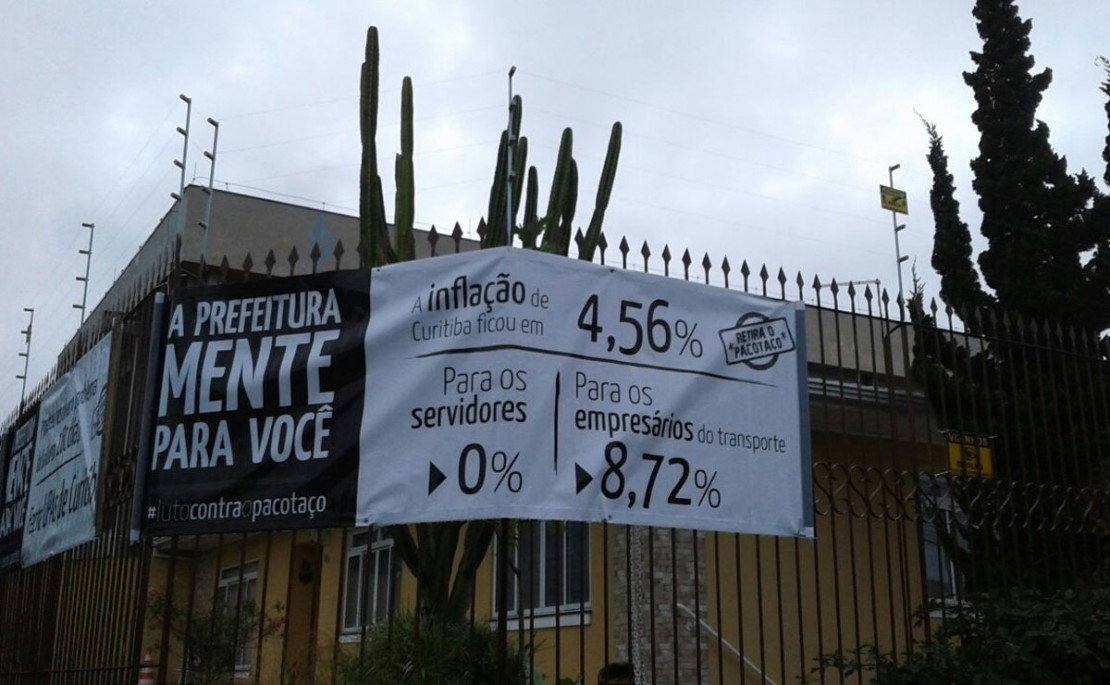 A PREFEITURA
MENTE
PARA VOCÊ
#lutocontraopacotaço
A inflação de
Curitiba ficou em
4,56%
RETIRA O
PACOTAÇO
Para os
servidores
0%
Para os
empresários do transporte
8,72%